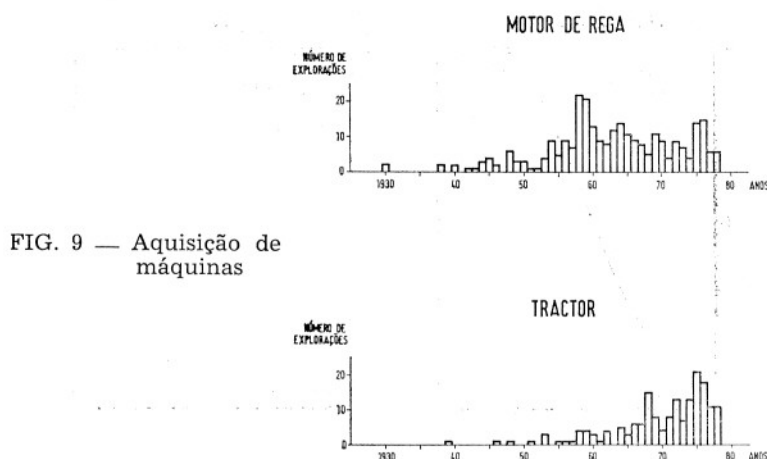 MOTOR DE REGA
NÚMERO DE
EXPLORAÇÕES
20
10
0
1930 40 50 60 70 80 ANOS
FIG. 9 — Aquisição de
máquinas
TRACTOR
NÚMERO DE
EXPLORAÇÕES
20
10
0
1930 40 50 60 70 80 ANOS